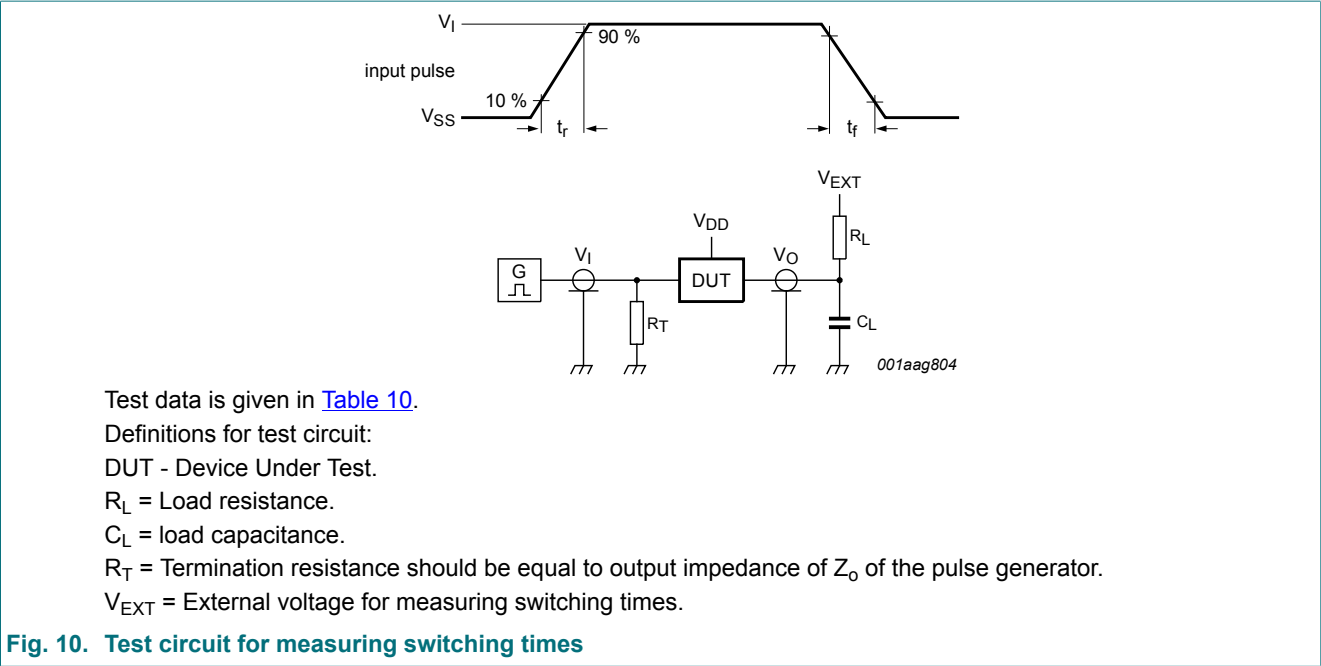 V_I
90 %
input pulse
10 %
V_SS
t_r
t_f
V_EXT
V_DD
R_L
V_I
V_O
G
DUT
R_T
C_L
001aag804
Test data is given in Table 10.
Definitions for test circuit:
DUT - Device Under Test.
R_L = Load resistance.
C_L = load capacitance.
R_T = Termination resistance should be equal to output impedance of Z_o of the pulse generator.
V_EXT = External voltage for measuring switching times.
Fig. 10. Test circuit for measuring switching times